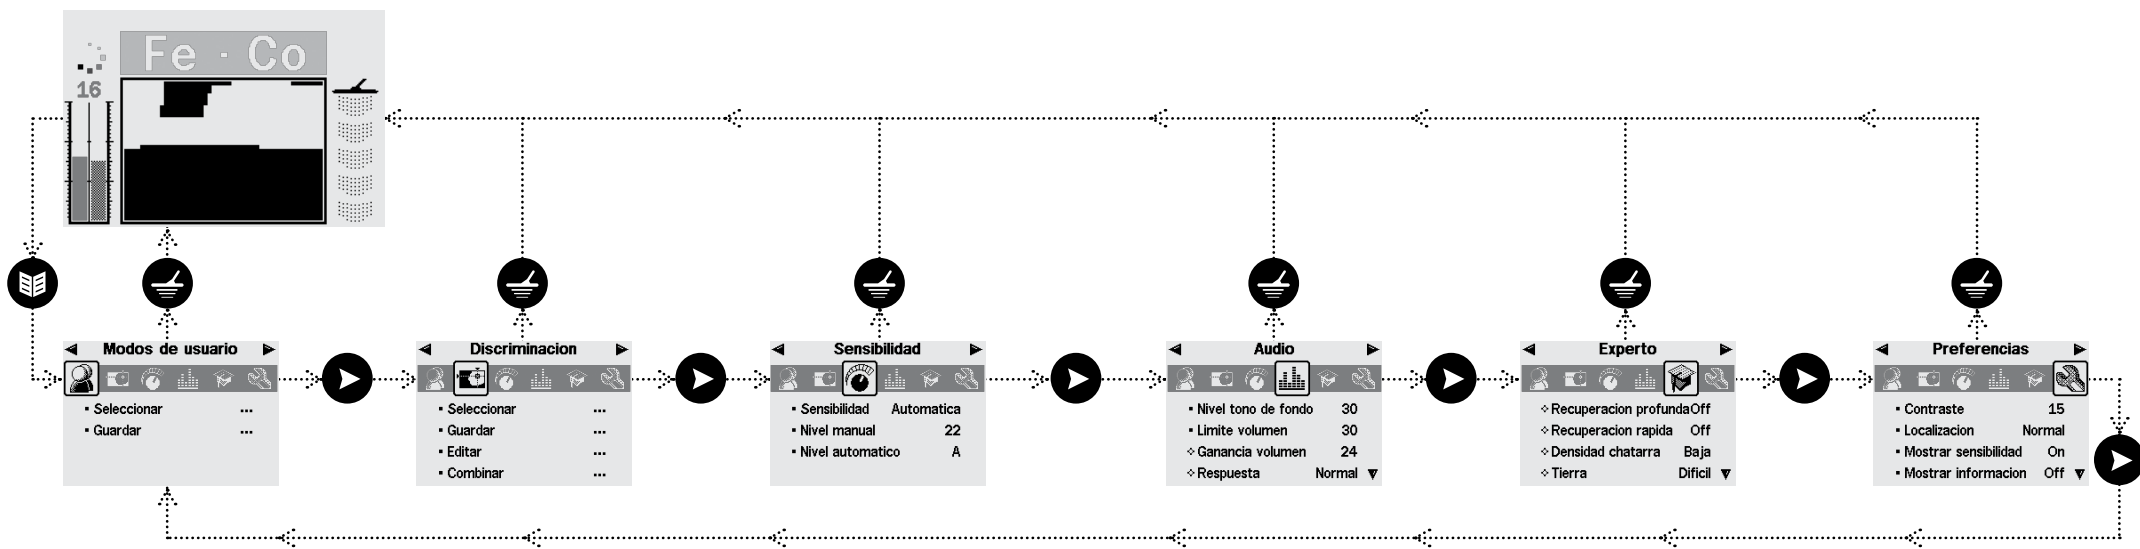 Fe · Co
16
Modos de usuario
Seleccionar ...
Guardar ...
Discriminacion
Seleccionar ...
Guardar ...
Editar ...
Combinar ...
Sensibilidad
Sensibilidad Automatica
Nivel manual 22
Nivel automatico A
Audio
Nivel tono de fondo 30
Limite volumen 30
Ganancia volumen 24
Respuesta Normal
Experto
Recuperacion profunda Off
Recuperacion rapida Off
Densidad chatarra Baja
Tierra Dificil
Preferencias
Contraste 15
Localizacion Normal
Mostrar sensibilidad On
Mostrar informacion Off